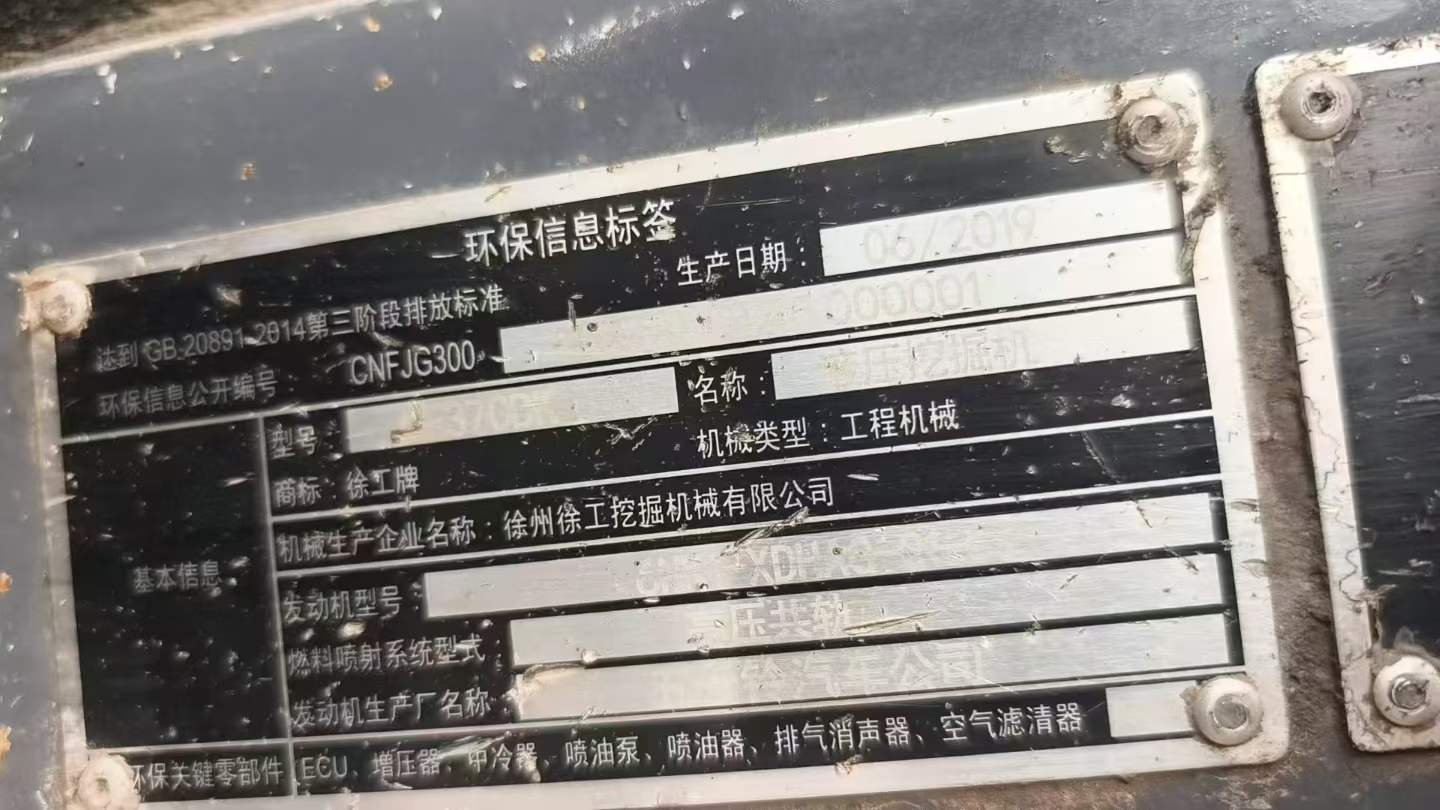 环保信息标签
生产日期： 06/2019
达到 GB 20891-2014第三阶段排放标准
环保信息公开编号 CNFJG300 000001
基本信息
型号： 名称： 压挖掘机
商标 徐工牌 机械类型：工程机械
机械生产企业名称：徐州徐工挖掘机械有限公司
发动机型号：
燃料喷射系统型式 压共轨
发动机生产厂名称 铃汽车公司
环保关键零部件 ECU、增压器、中冷器、喷油泵、喷油器、排气消声器、空气滤清器